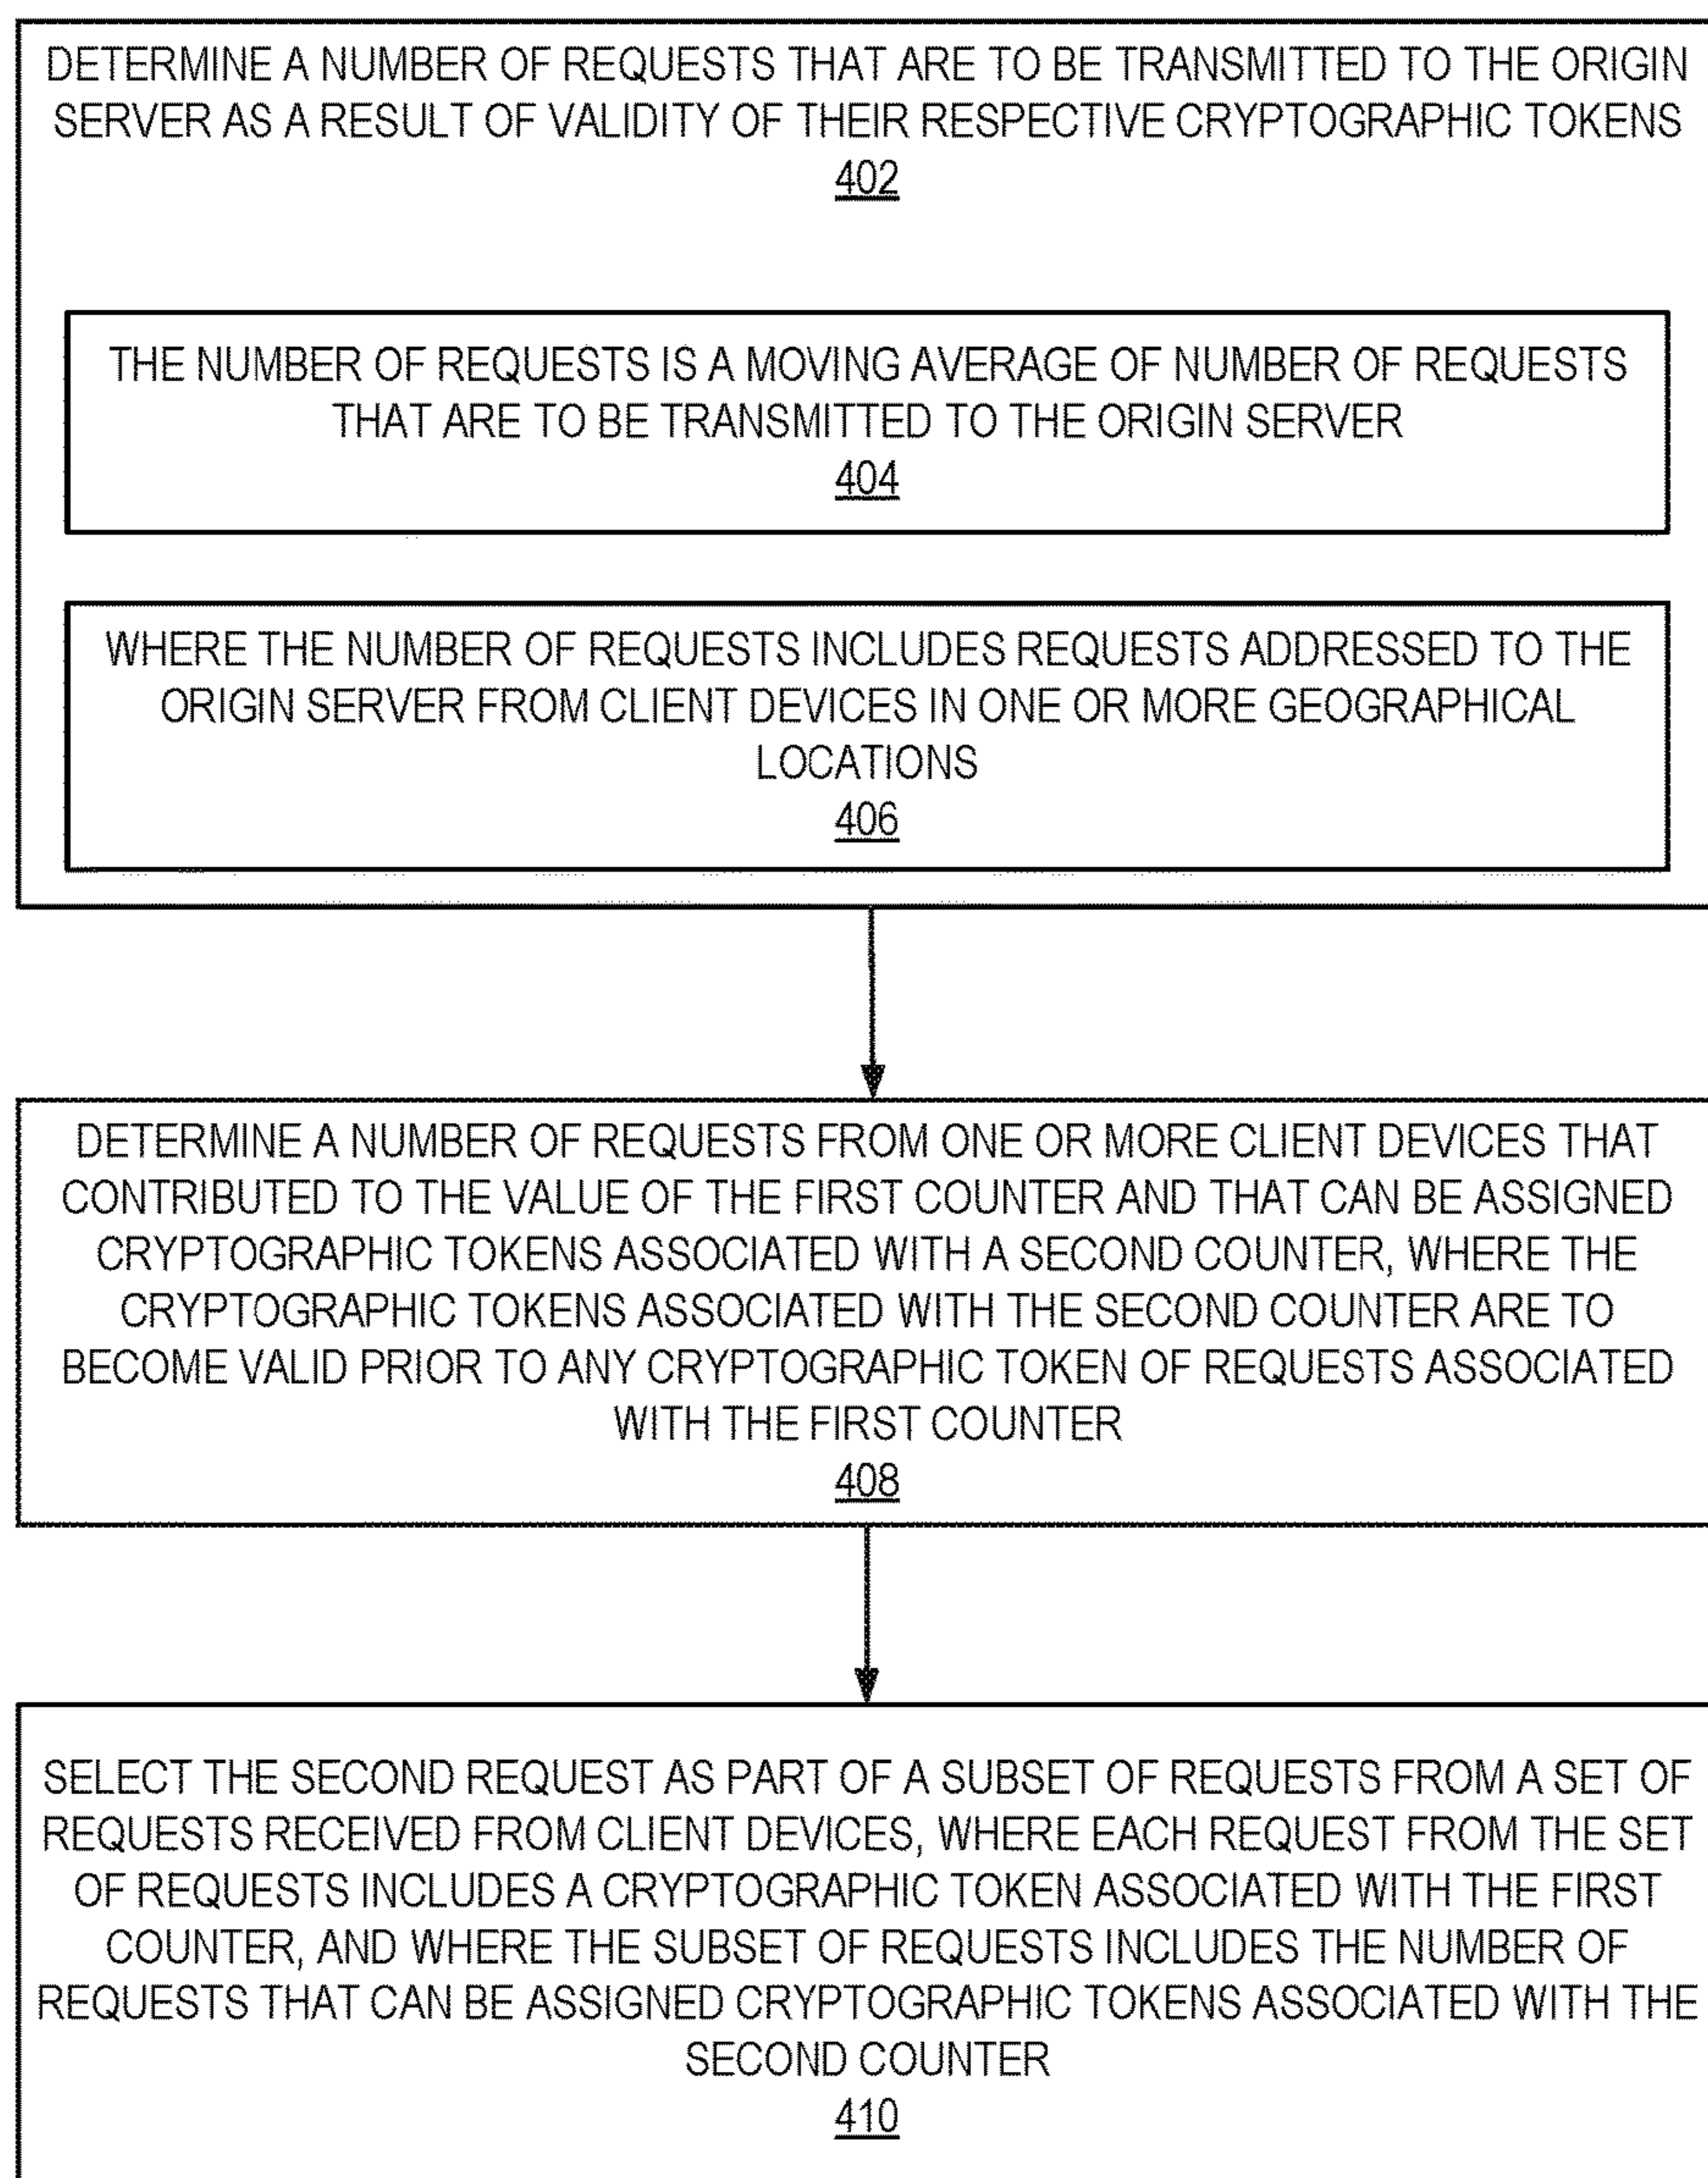 DETERMINE A NUMBER OF REQUESTS THAT ARE TO BE TRANSMITTED TO THE ORIGIN
SERVER AS A RESULT OF VALIDITY OF THEIR RESPECTIVE CRYPTOGRAPHIC TOKENS
402
THE NUMBER OF REQUESTS IS A MOVING AVERAGE OF NUMBER OF REQUESTS
THAT ARE TO BE TRANSMITTED TO THE ORIGIN SERVER
404
WHERE THE NUMBER OF REQUESTS INCLUDES REQUESTS ADDRESSED TO THE
ORIGIN SERVER FROM CLIENT DEVICES IN ONE OR MORE GEOGRAPHICAL
LOCATIONS
406
DETERMINE A NUMBER OF REQUESTS FROM ONE OR MORE CLIENT DEVICES THAT
CONTRIBUTED TO THE VALUE OF THE FIRST COUNTER AND THAT CAN BE ASSIGNED
CRYPTOGRAPHIC TOKENS ASSOCIATED WITH A SECOND COUNTER, WHERE THE
CRYPTOGRAPHIC TOKENS ASSOCIATED WITH THE SECOND COUNTER ARE TO
BECOME VALID PRIOR TO ANY CRYPTOGRAPHIC TOKEN OF REQUESTS ASSOCIATED
WITH THE FIRST COUNTER
408
SELECT THE SECOND REQUEST AS PART OF A SUBSET OF REQUESTS FROM A SET OF
REQUESTS RECEIVED FROM CLIENT DEVICES, WHERE EACH REQUEST FROM THE SET
OF REQUESTS INCLUDES A CRYPTOGRAPHIC TOKEN ASSOCIATED WITH THE FIRST
COUNTER, AND WHERE THE SUBSET OF REQUESTS INCLUDES THE NUMBER OF
REQUESTS THAT CAN BE ASSIGNED CRYPTOGRAPHIC TOKENS ASSOCIATED WITH THE
SECOND COUNTER
410